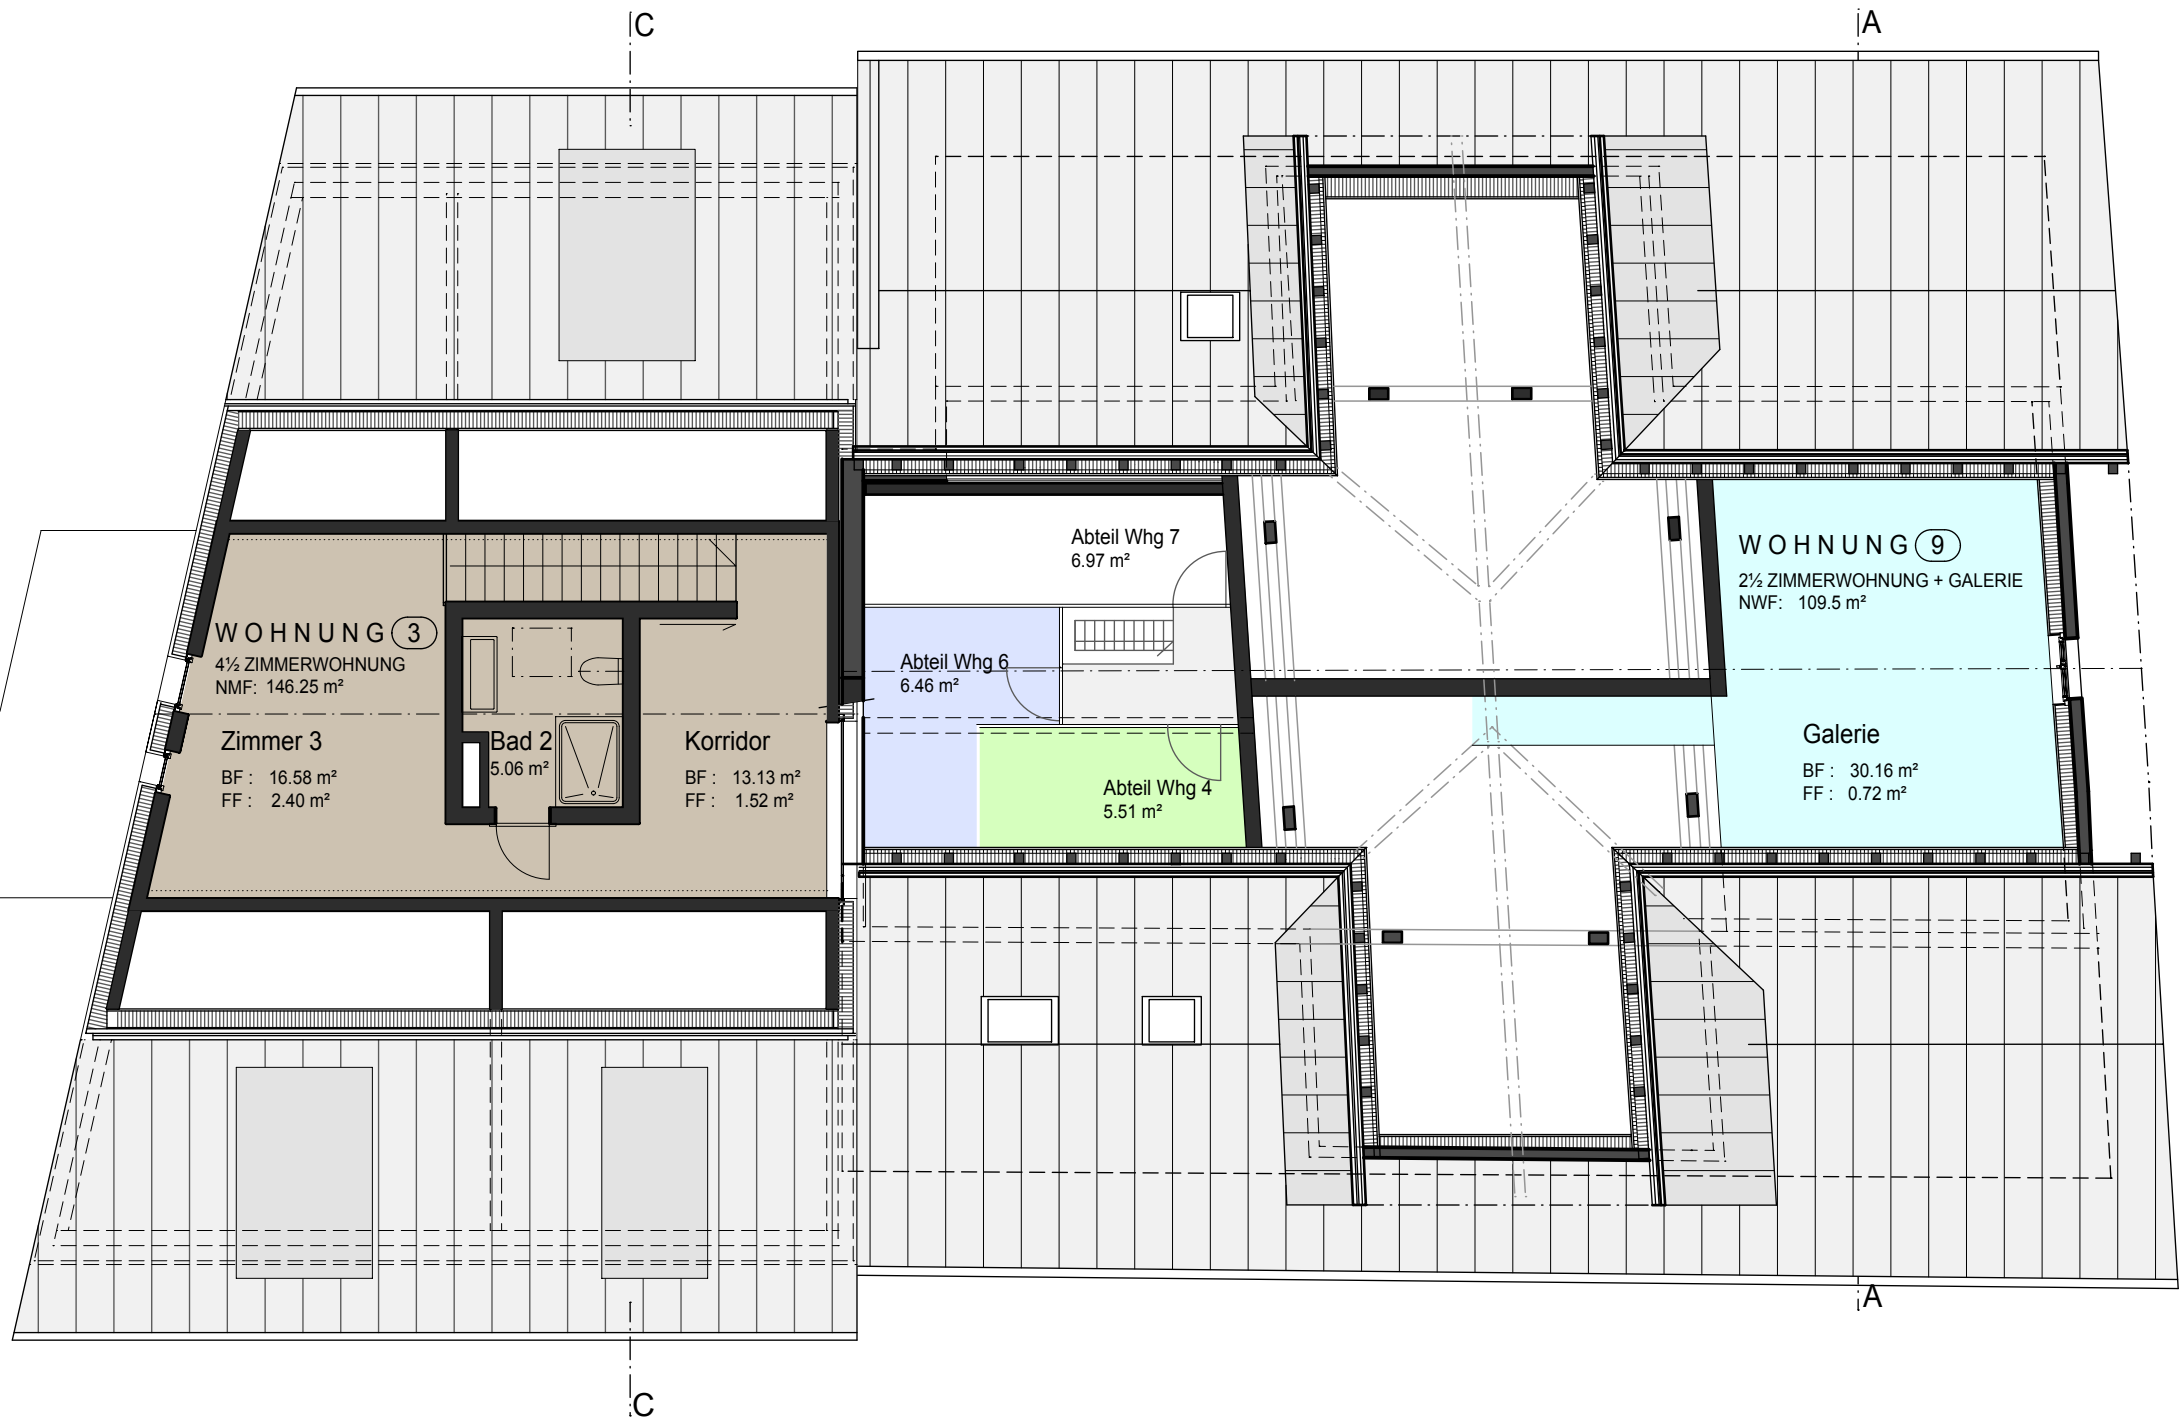 C
A
WOHNUNG 3
4½ ZIMMERWOHNUNG
NMF: 146.25 m²
Zimmer 3
BF : 16.58 m²
FF : 2.40 m²
Bad 2
5.06 m²
Korridor
BF : 13.13 m²
FF : 1.52 m²
Abteil Whg 7
6.97 m²
Abteil Whg 6
6.46 m²
Abteil Whg 4
5.51 m²
WOHNUNG 9
2½ ZIMMERWOHNUNG + GALERIE
NWF: 109.5 m²
Galerie
BF : 30.16 m²
FF : 0.72 m²
A
C